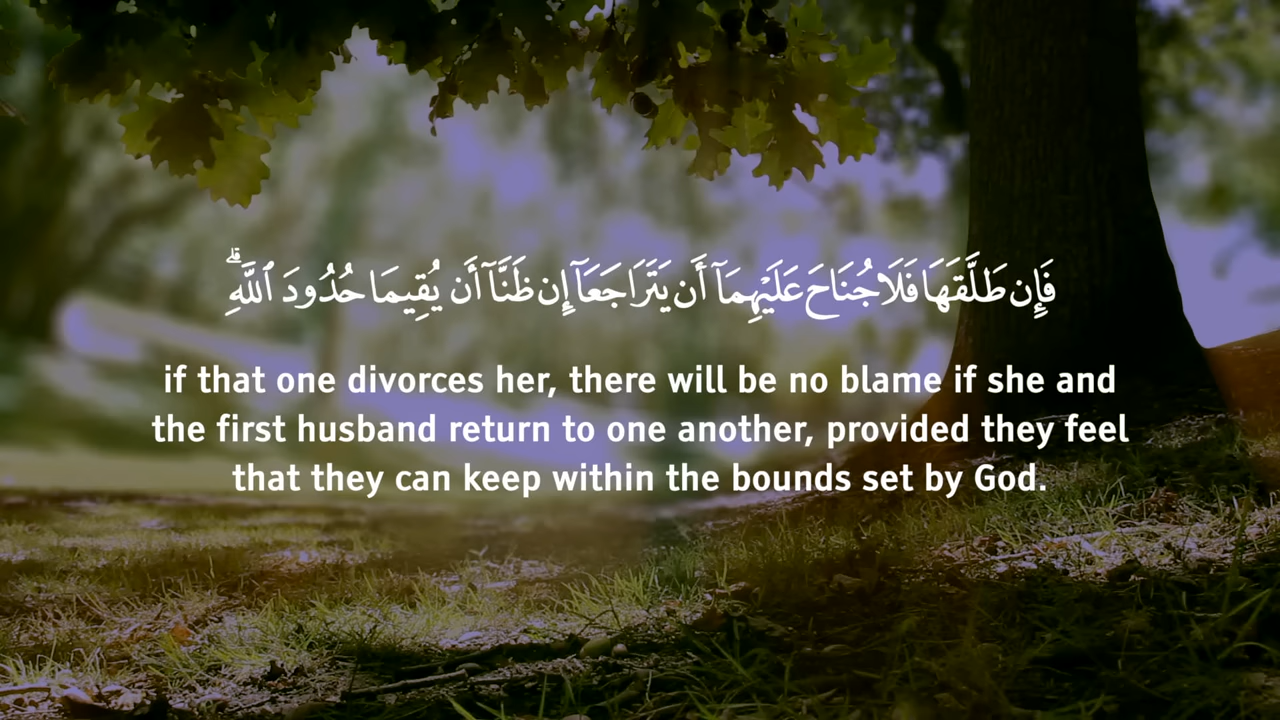 فَإِن طَلَّقَهَا فَلَا جُنَاحَ عَلَيْهِمَآ أَن يَتَرَاجَعَآ إِن ظَنَّآ أَن يُقِيمَا حُدُودَ ٱللَّهِ ۗ
if that one divorces her, there will be no blame if she and
the first husband return to one another, provided they feel
that they can keep within the bounds set by God.